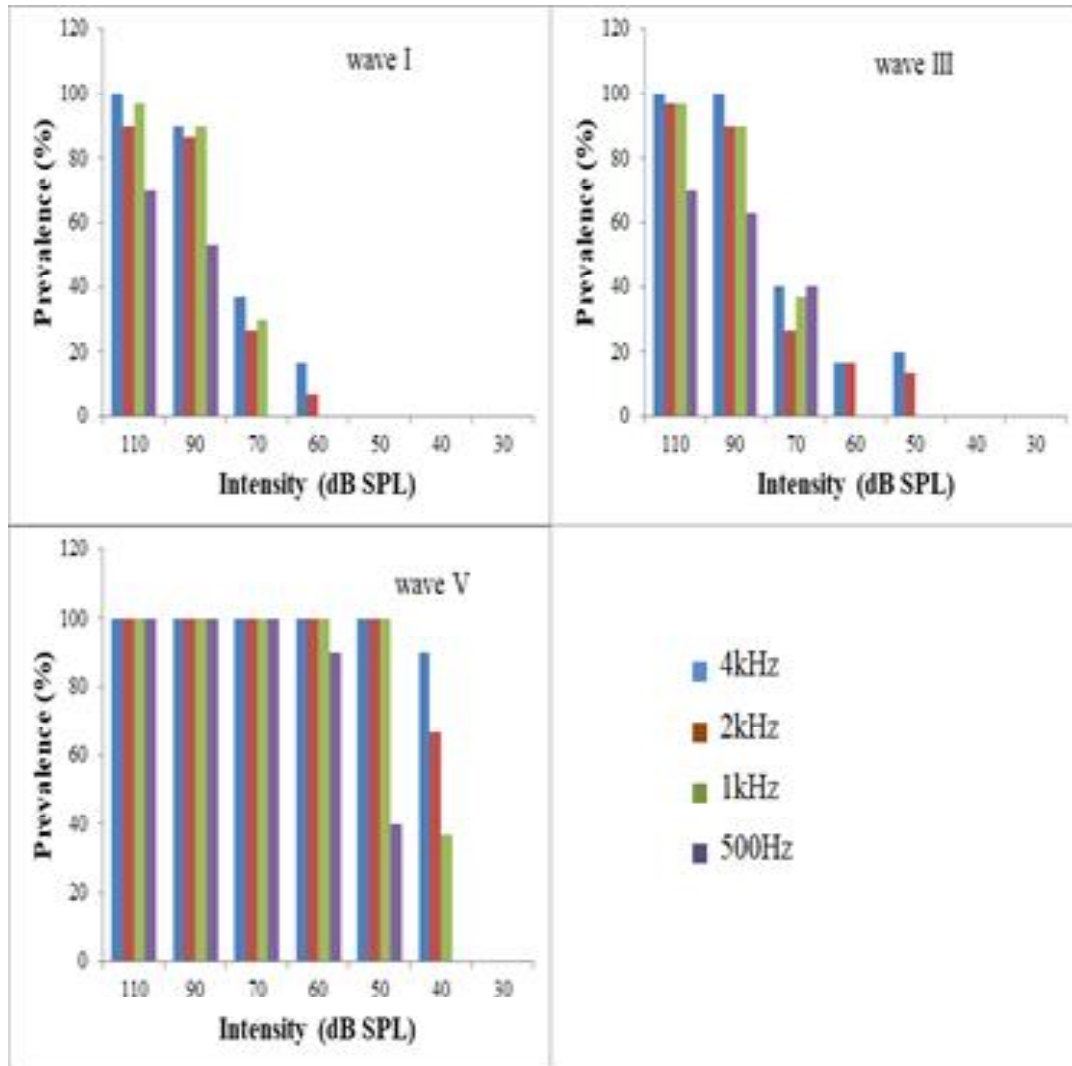 wave I
Prevalence (%)
120
100
80
60
40
20
0
110 90 70 60 50 40 30
Intensity (dB SPL)
wave III
Prevalence (%)
120
100
80
60
40
20
0
110 90 70 60 50 40 30
Intensity (dB SPL)
wave V
Prevalence (%)
120
100
80
60
40
20
0
110 90 70 60 50 40 30
Intensity (dB SPL)
4kHz
2kHz
1kHz
500Hz